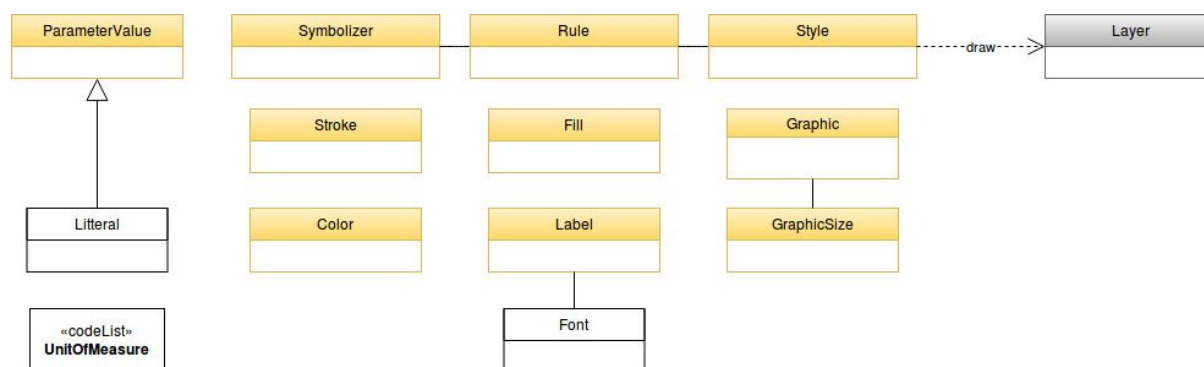 ParameterValue
Symbolizer
Rule
Style
draw
Layer
Stroke
Fill
Graphic
Litteral
Color
Label
GraphicSize
«codeList»
UnitOfMeasure
Font